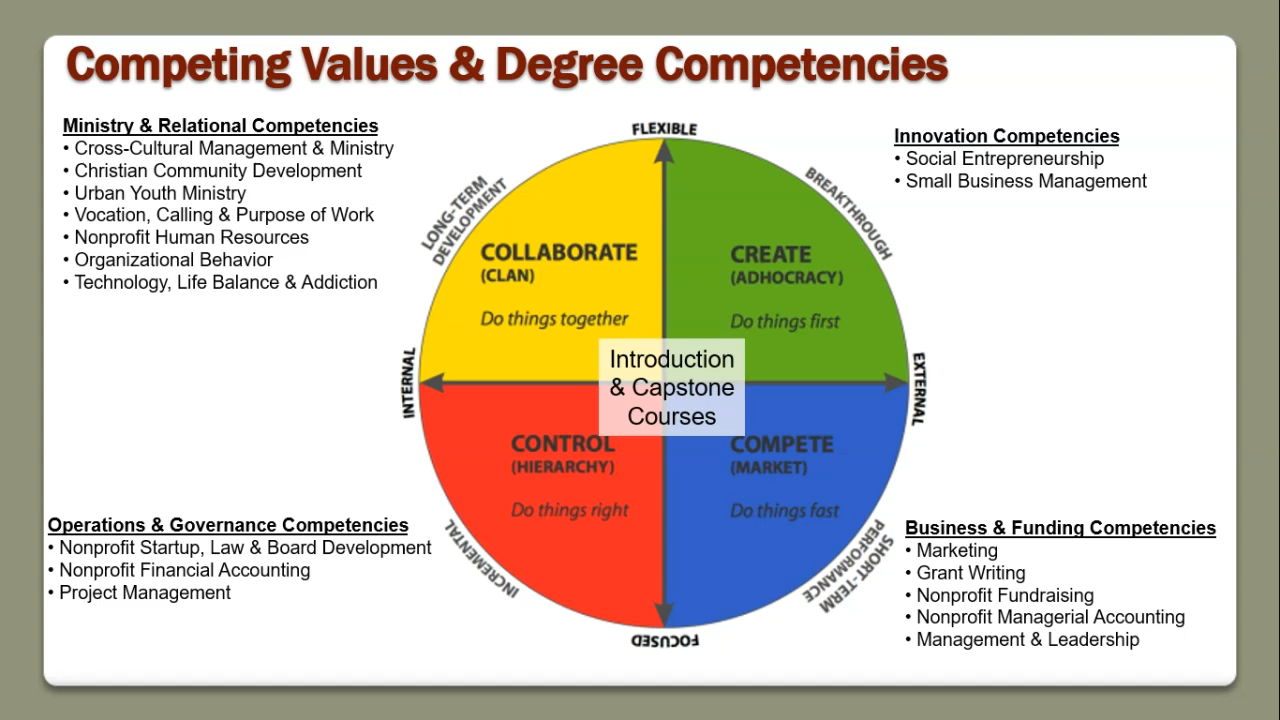 Competing Values & Degree Competencies
Ministry & Relational Competencies
• Cross-Cultural Management & Ministry
• Christian Community Development
• Urban Youth Ministry
• Vocation, Calling & Purpose of Work
• Nonprofit Human Resources
• Organizational Behavior
• Technology, Life Balance & Addiction
Innovation Competencies
• Social Entrepreneurship
• Small Business Management
FLEXIBLE
LONG-TERM
DEVELOPMENT
BREAKTHROUGH
COLLABORATE
(CLAN)
Do things together
CREATE
(ADHOCRACY)
Do things first
INTERNAL
Introduction
& Capstone
Courses
EXTERNAL
CONTROL
(HIERARCHY)
Do things right
COMPETE
(MARKET)
Do things fast
INCREMENTAL
SHORT-TERM
PERFORMANCE
FOCUSED
Operations & Governance Competencies
• Nonprofit Startup, Law & Board Development
• Nonprofit Financial Accounting
• Project Management
Business & Funding Competencies
• Marketing
• Grant Writing
• Nonprofit Fundraising
• Nonprofit Managerial Accounting
• Management & Leadership